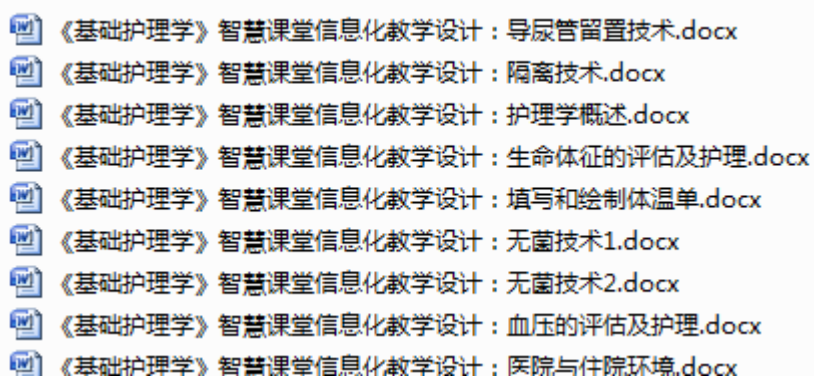 《基础护理学》智慧课堂信息化教学设计：导尿管留置技术.docx
《基础护理学》智慧课堂信息化教学设计：隔离技术.docx
《基础护理学》智慧课堂信息化教学设计：护理学概述.docx
《基础护理学》智慧课堂信息化教学设计：生命体征的评估及护理.docx
《基础护理学》智慧课堂信息化教学设计：填写和绘制体温单.docx
《基础护理学》智慧课堂信息化教学设计：无菌技术1.docx
《基础护理学》智慧课堂信息化教学设计：无菌技术2.docx
《基础护理学》智慧课堂信息化教学设计：血压的评估及护理.docx
《基础护理学》智慧课堂信息化教学设计：医院与住院环境.docx